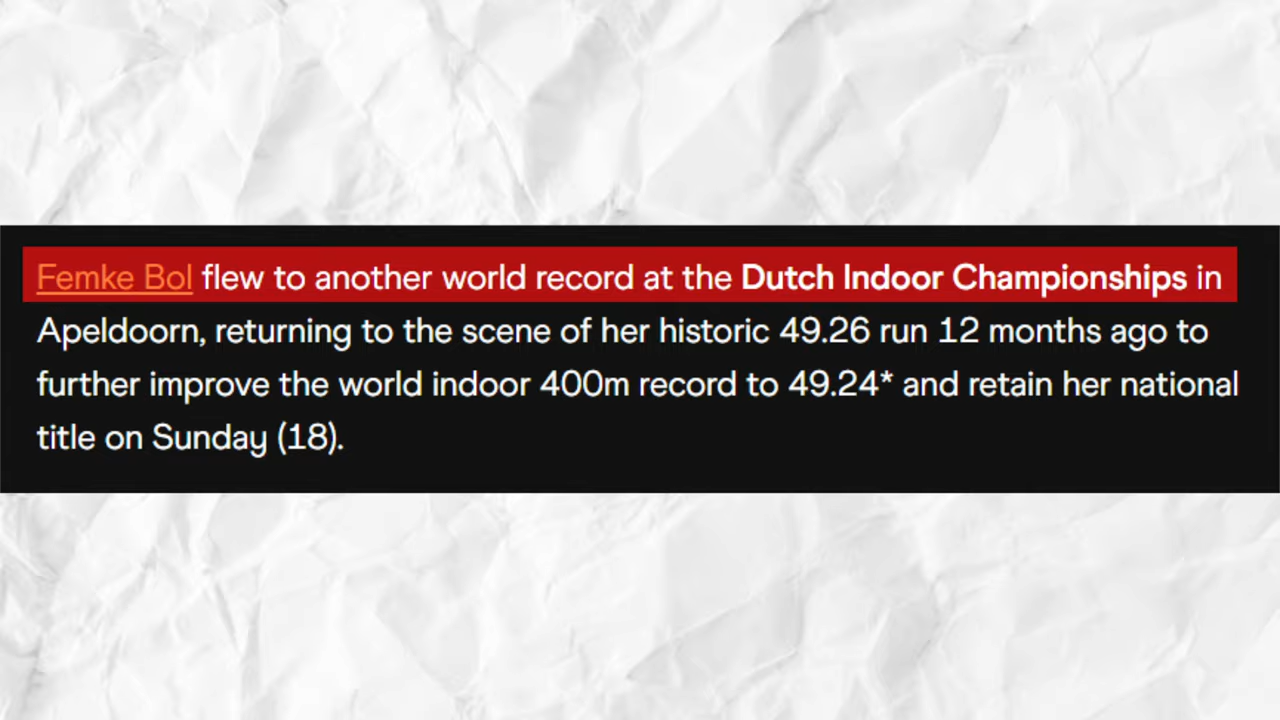 Femke Bol flew to another world record at the Dutch Indoor Championships in
Apeldoorn, returning to the scene of her historic 49.26 run 12 months ago to
further improve the world indoor 400m record to 49.24* and retain her national
title on Sunday (18).